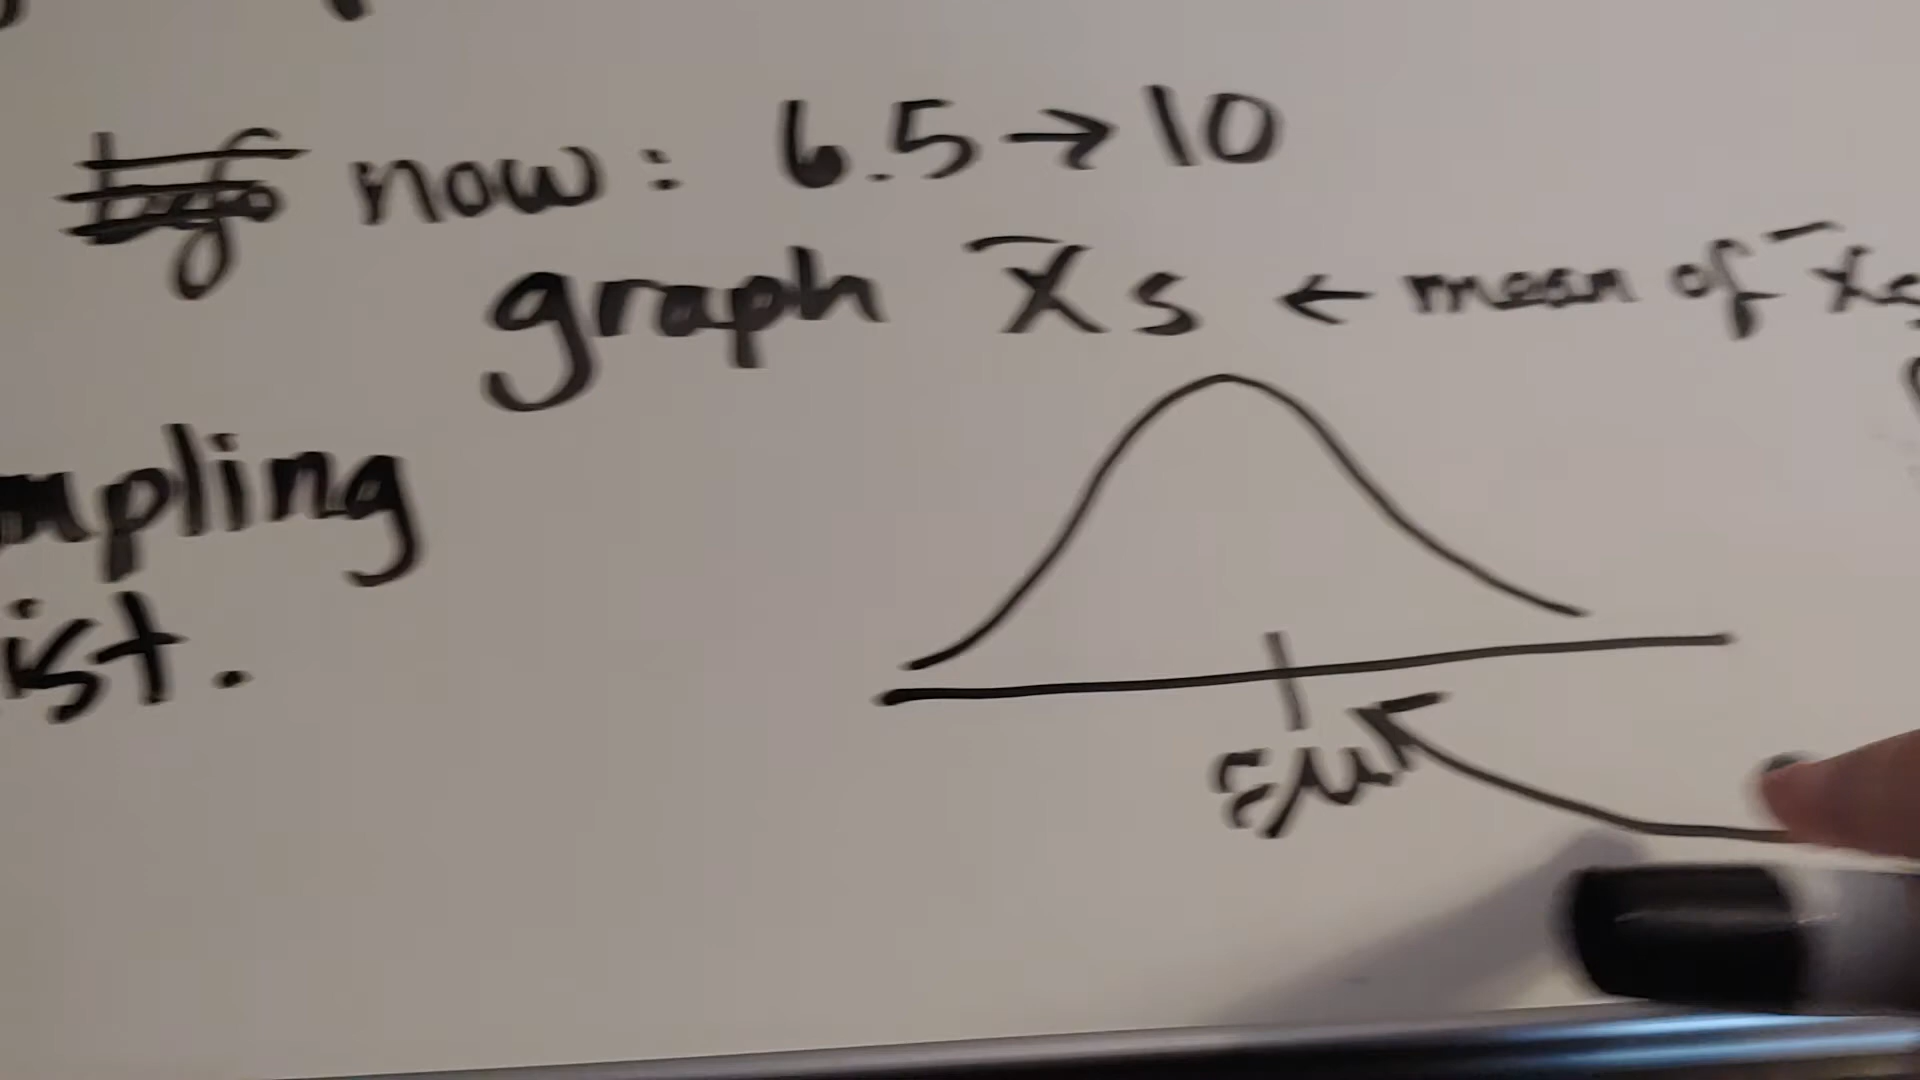 now: 6.5→10
graph x̄s ← mean of x̄s
mpling
ist.
=μ